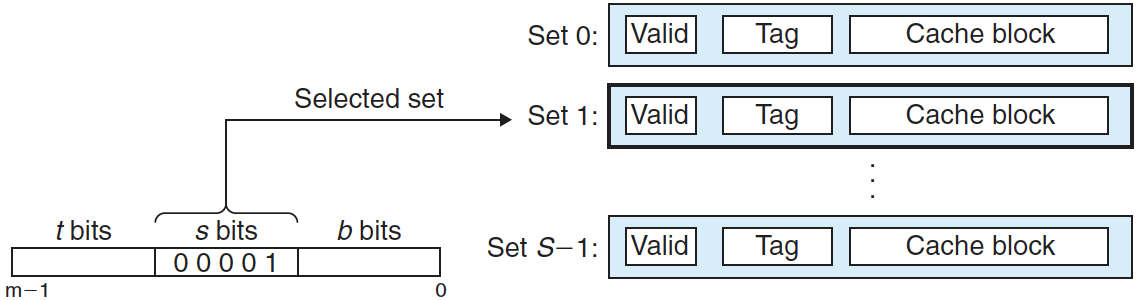 Set 0: Valid Tag Cache block
Selected set
Set 1: Valid Tag Cache block
. . .
t bits s bits b bits
Set S−1: Valid Tag Cache block
0 0 0 0 1
m−1 0